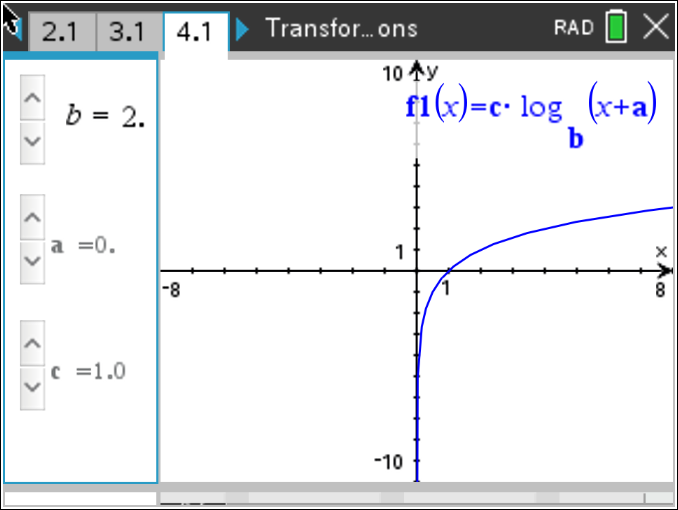 2.1 3.1 4.1 Transfor...ons RAD
b = 2.
a =0.
c =1.0
10 y
f1(x)=c· log b (x+a)
1
x
-8
1
8
-10